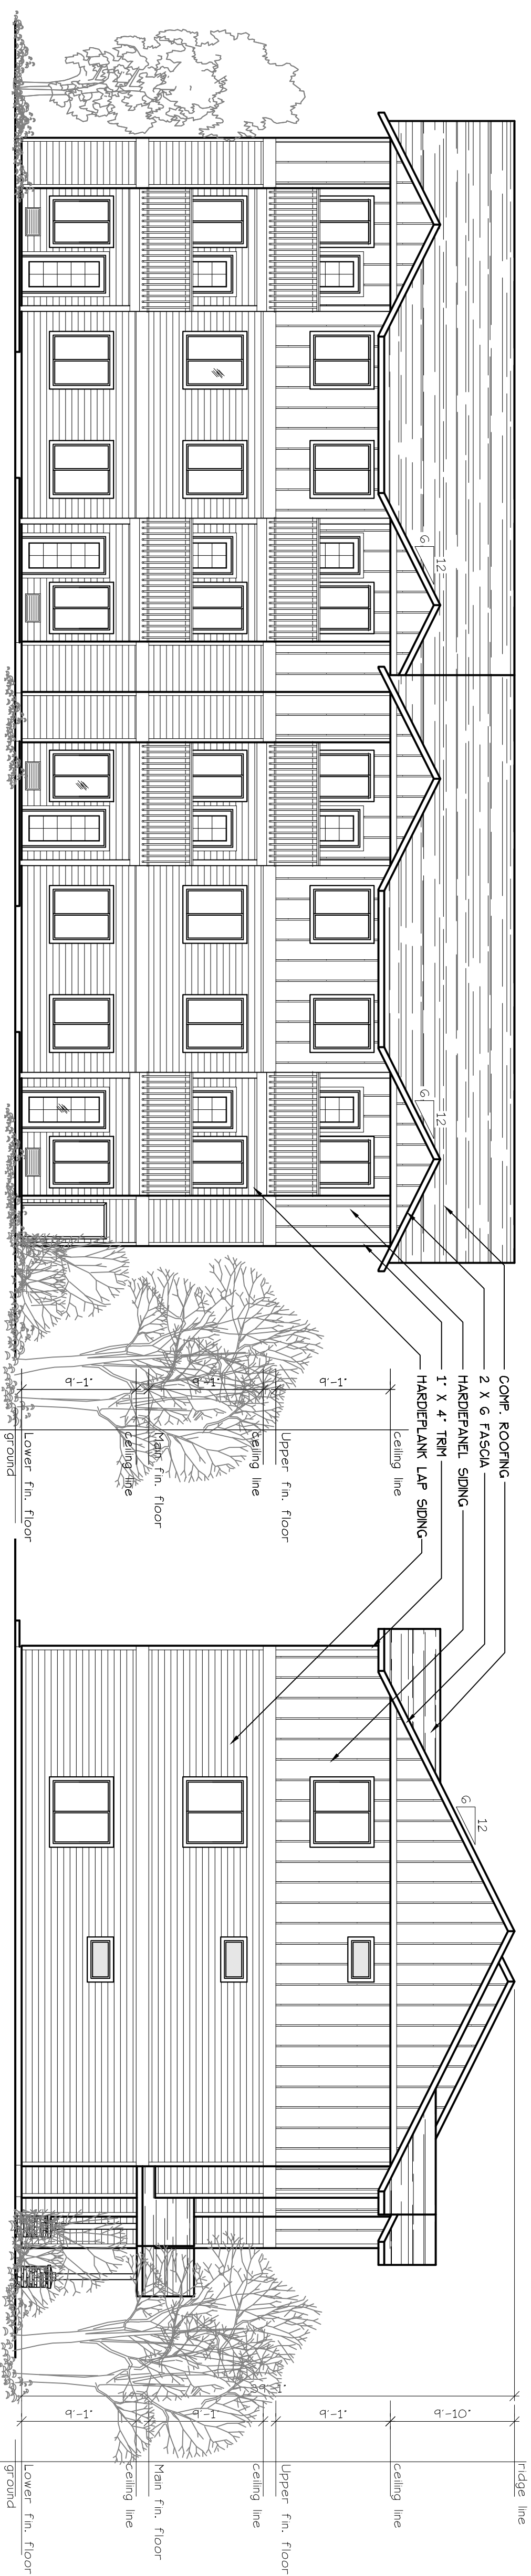 6
12
6
12
COMP. ROOFING
2 X 6 FASCIA
HARDIEPANEL SIDING
1" X 4" TRIM
HARDIEPLANK LAP SIDING
9'-1"
9'-1"
9'-1"
ceiling line
Upper fin. floor
ceiling line
Main fin. floor
ceiling line
Lower fin. floor
ground
6
12
9'-10"
9'-1"
9'-1"
9'-1"
ridge line
ceiling line
Upper fin. floor
ceiling line
Main fin. floor
ceiling line
Lower fin. floor
ground